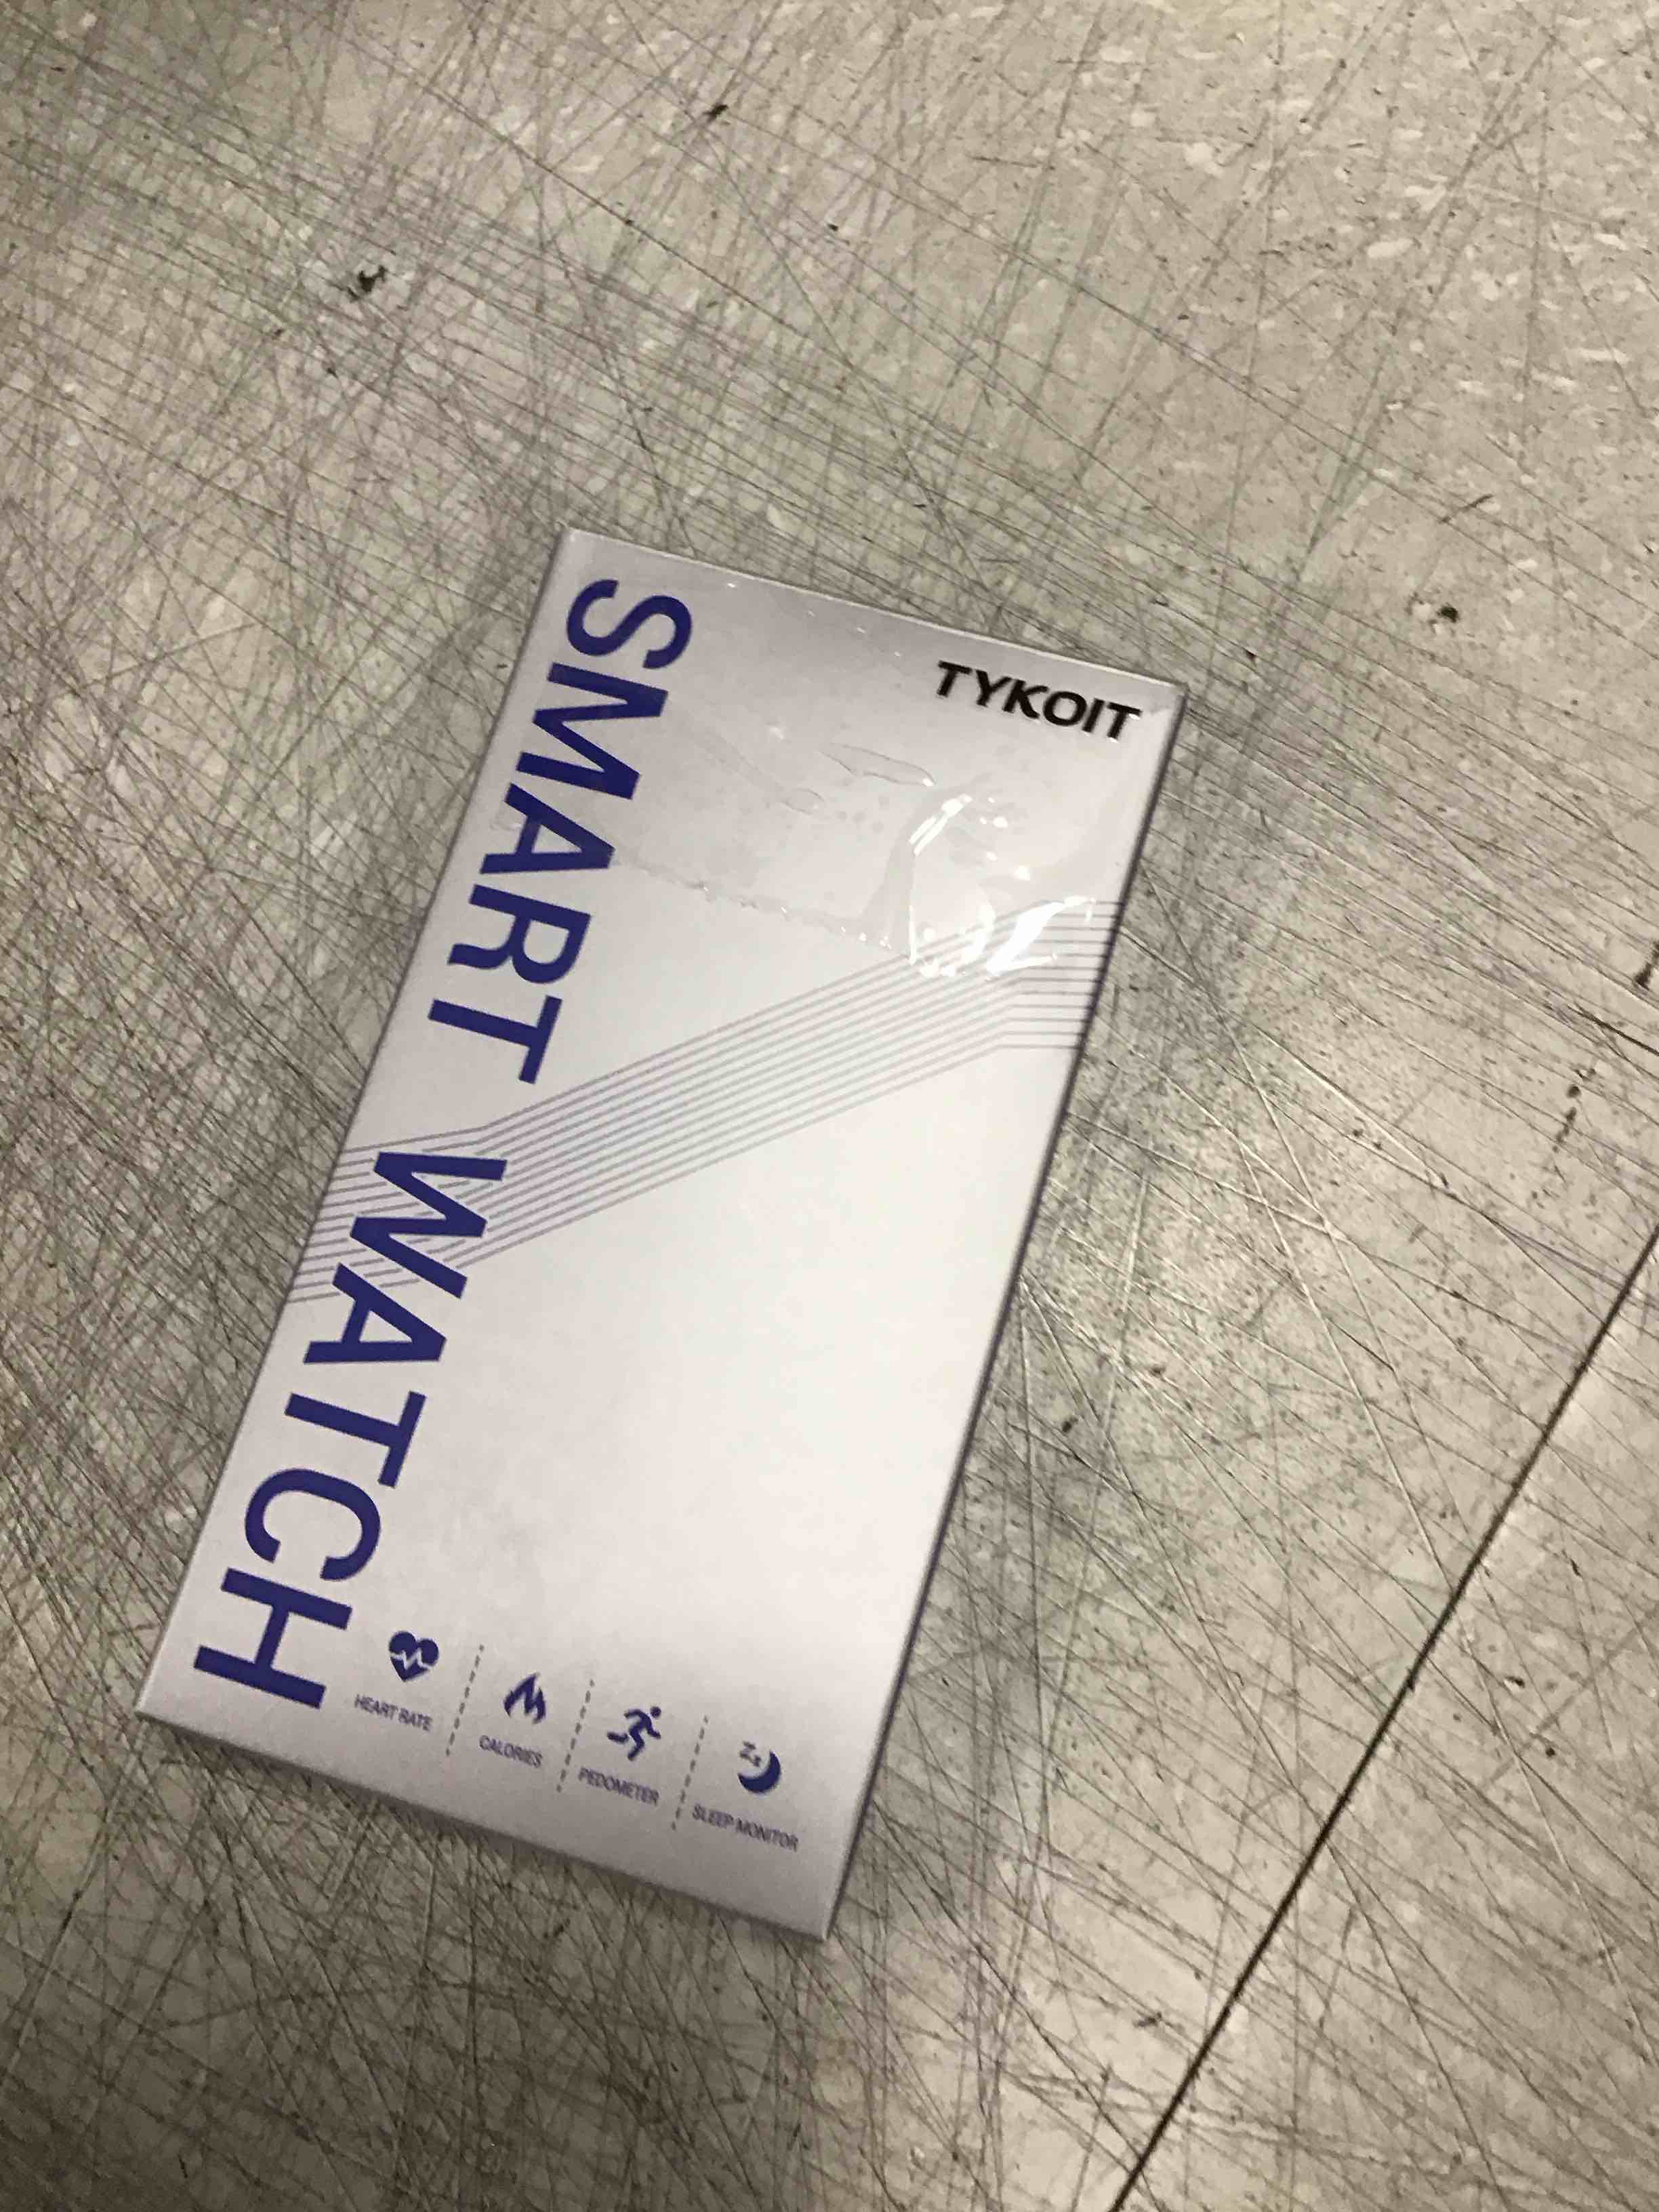 TYKOIT
SMART WATCH
HEART RATE
CALORIES
PEDOMETER
SLEEP MONITOR